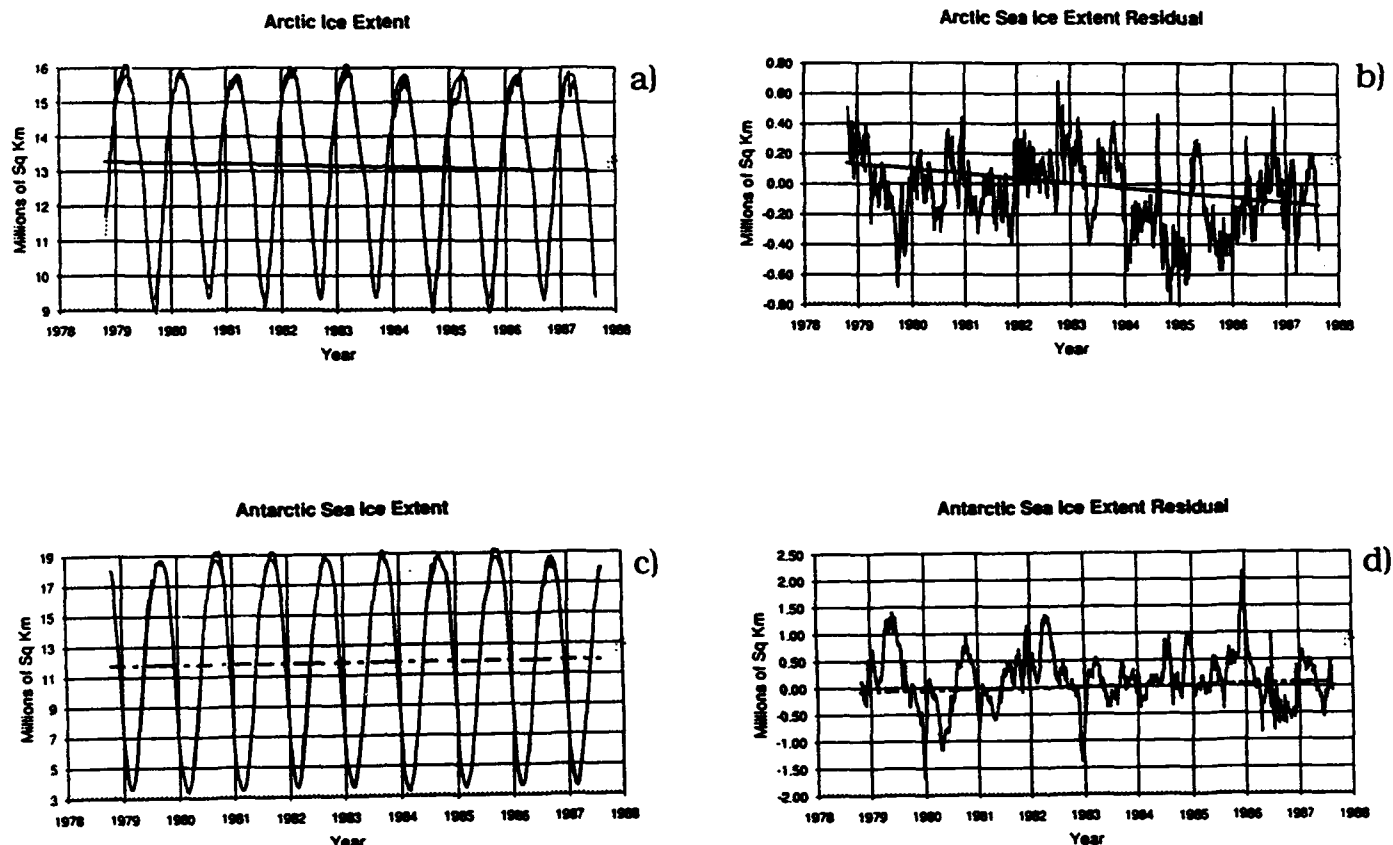 Arctic Ice Extent
a)
Millions of Sq Km
16
15
14
13
12
11
10
9
1978 1979 1980 1981 1982 1983 1984 1985 1986 1987 1988
Year
Arctic Sea Ice Extent Residual
b)
Millions of Sq Km
0.80
0.60
0.40
0.20
0.00
-0.20
-0.40
-0.60
-0.80
1978 1979 1980 1981 1982 1983 1984 1985 1986 1987 1988
Year
Antarctic Sea Ice Extent
c)
Millions of Sq Km
19
17
15
13
11
9
7
5
3
1978 1979 1980 1981 1982 1983 1984 1985 1986 1987 1988
Year
Antarctic Sea Ice Extent Residual
d)
Millions of Sq Km
2.50
2.00
1.50
1.00
0.50
0.00
-0.50
-1.00
-1.50
-2.00
1978 1979 1980 1981 1982 1983 1984 1985 1986 1987 1988
Year